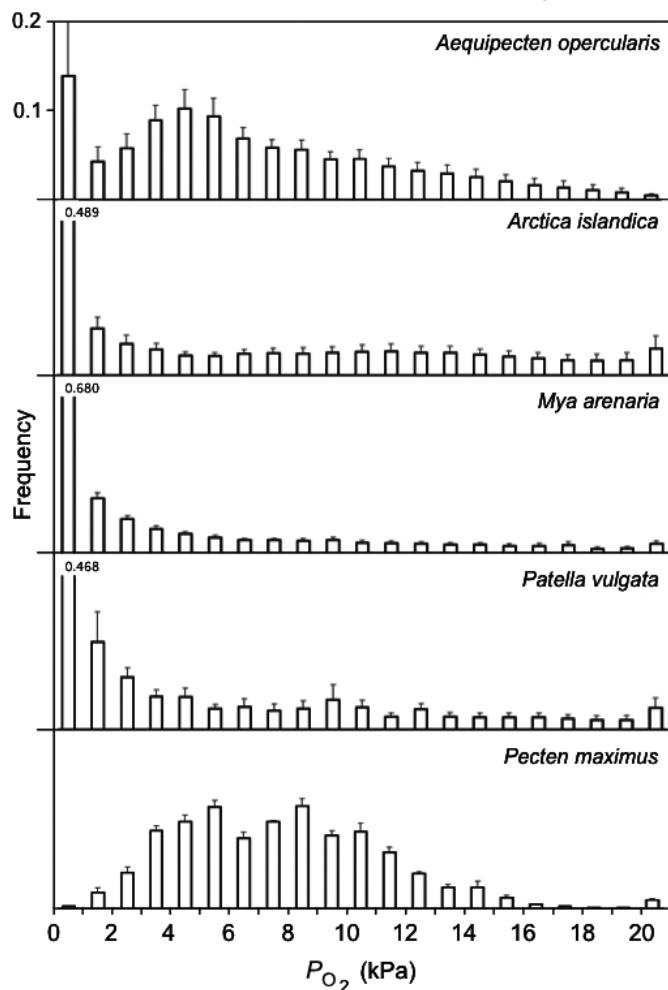 0.2
Aequipecten opercularis
0.1
0.489
Arctica islandica
0.680
Mya arenaria
Frequency
0.468
Patella vulgata
Pecten maximus
0 2 4 6 8 10 12 14 16 18 20
PO2 (kPa)